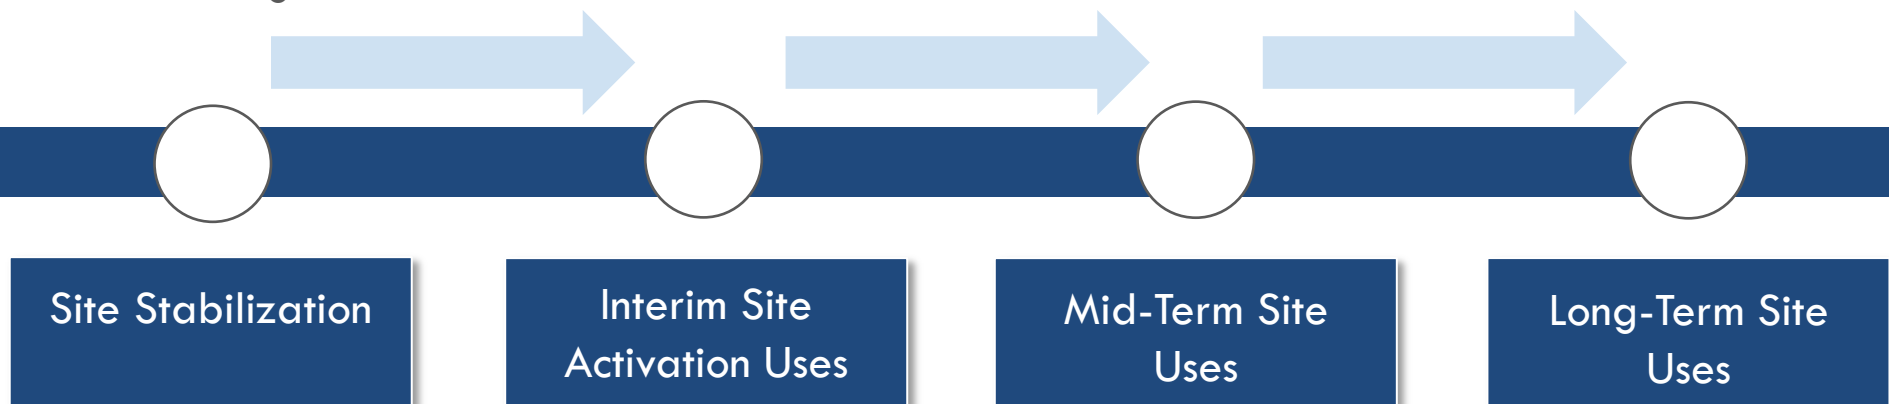 Site Stabilization
Interim Site
Activation Uses
Mid-Term Site
Uses
Long-Term Site
Uses